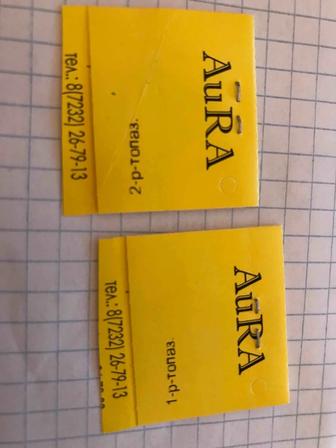 AuRA
2-р-топаз.
тел.: 8(7232) 26-79-13
AuRA
1-р-топаз.
тел.: 8(7232) 26-79-13